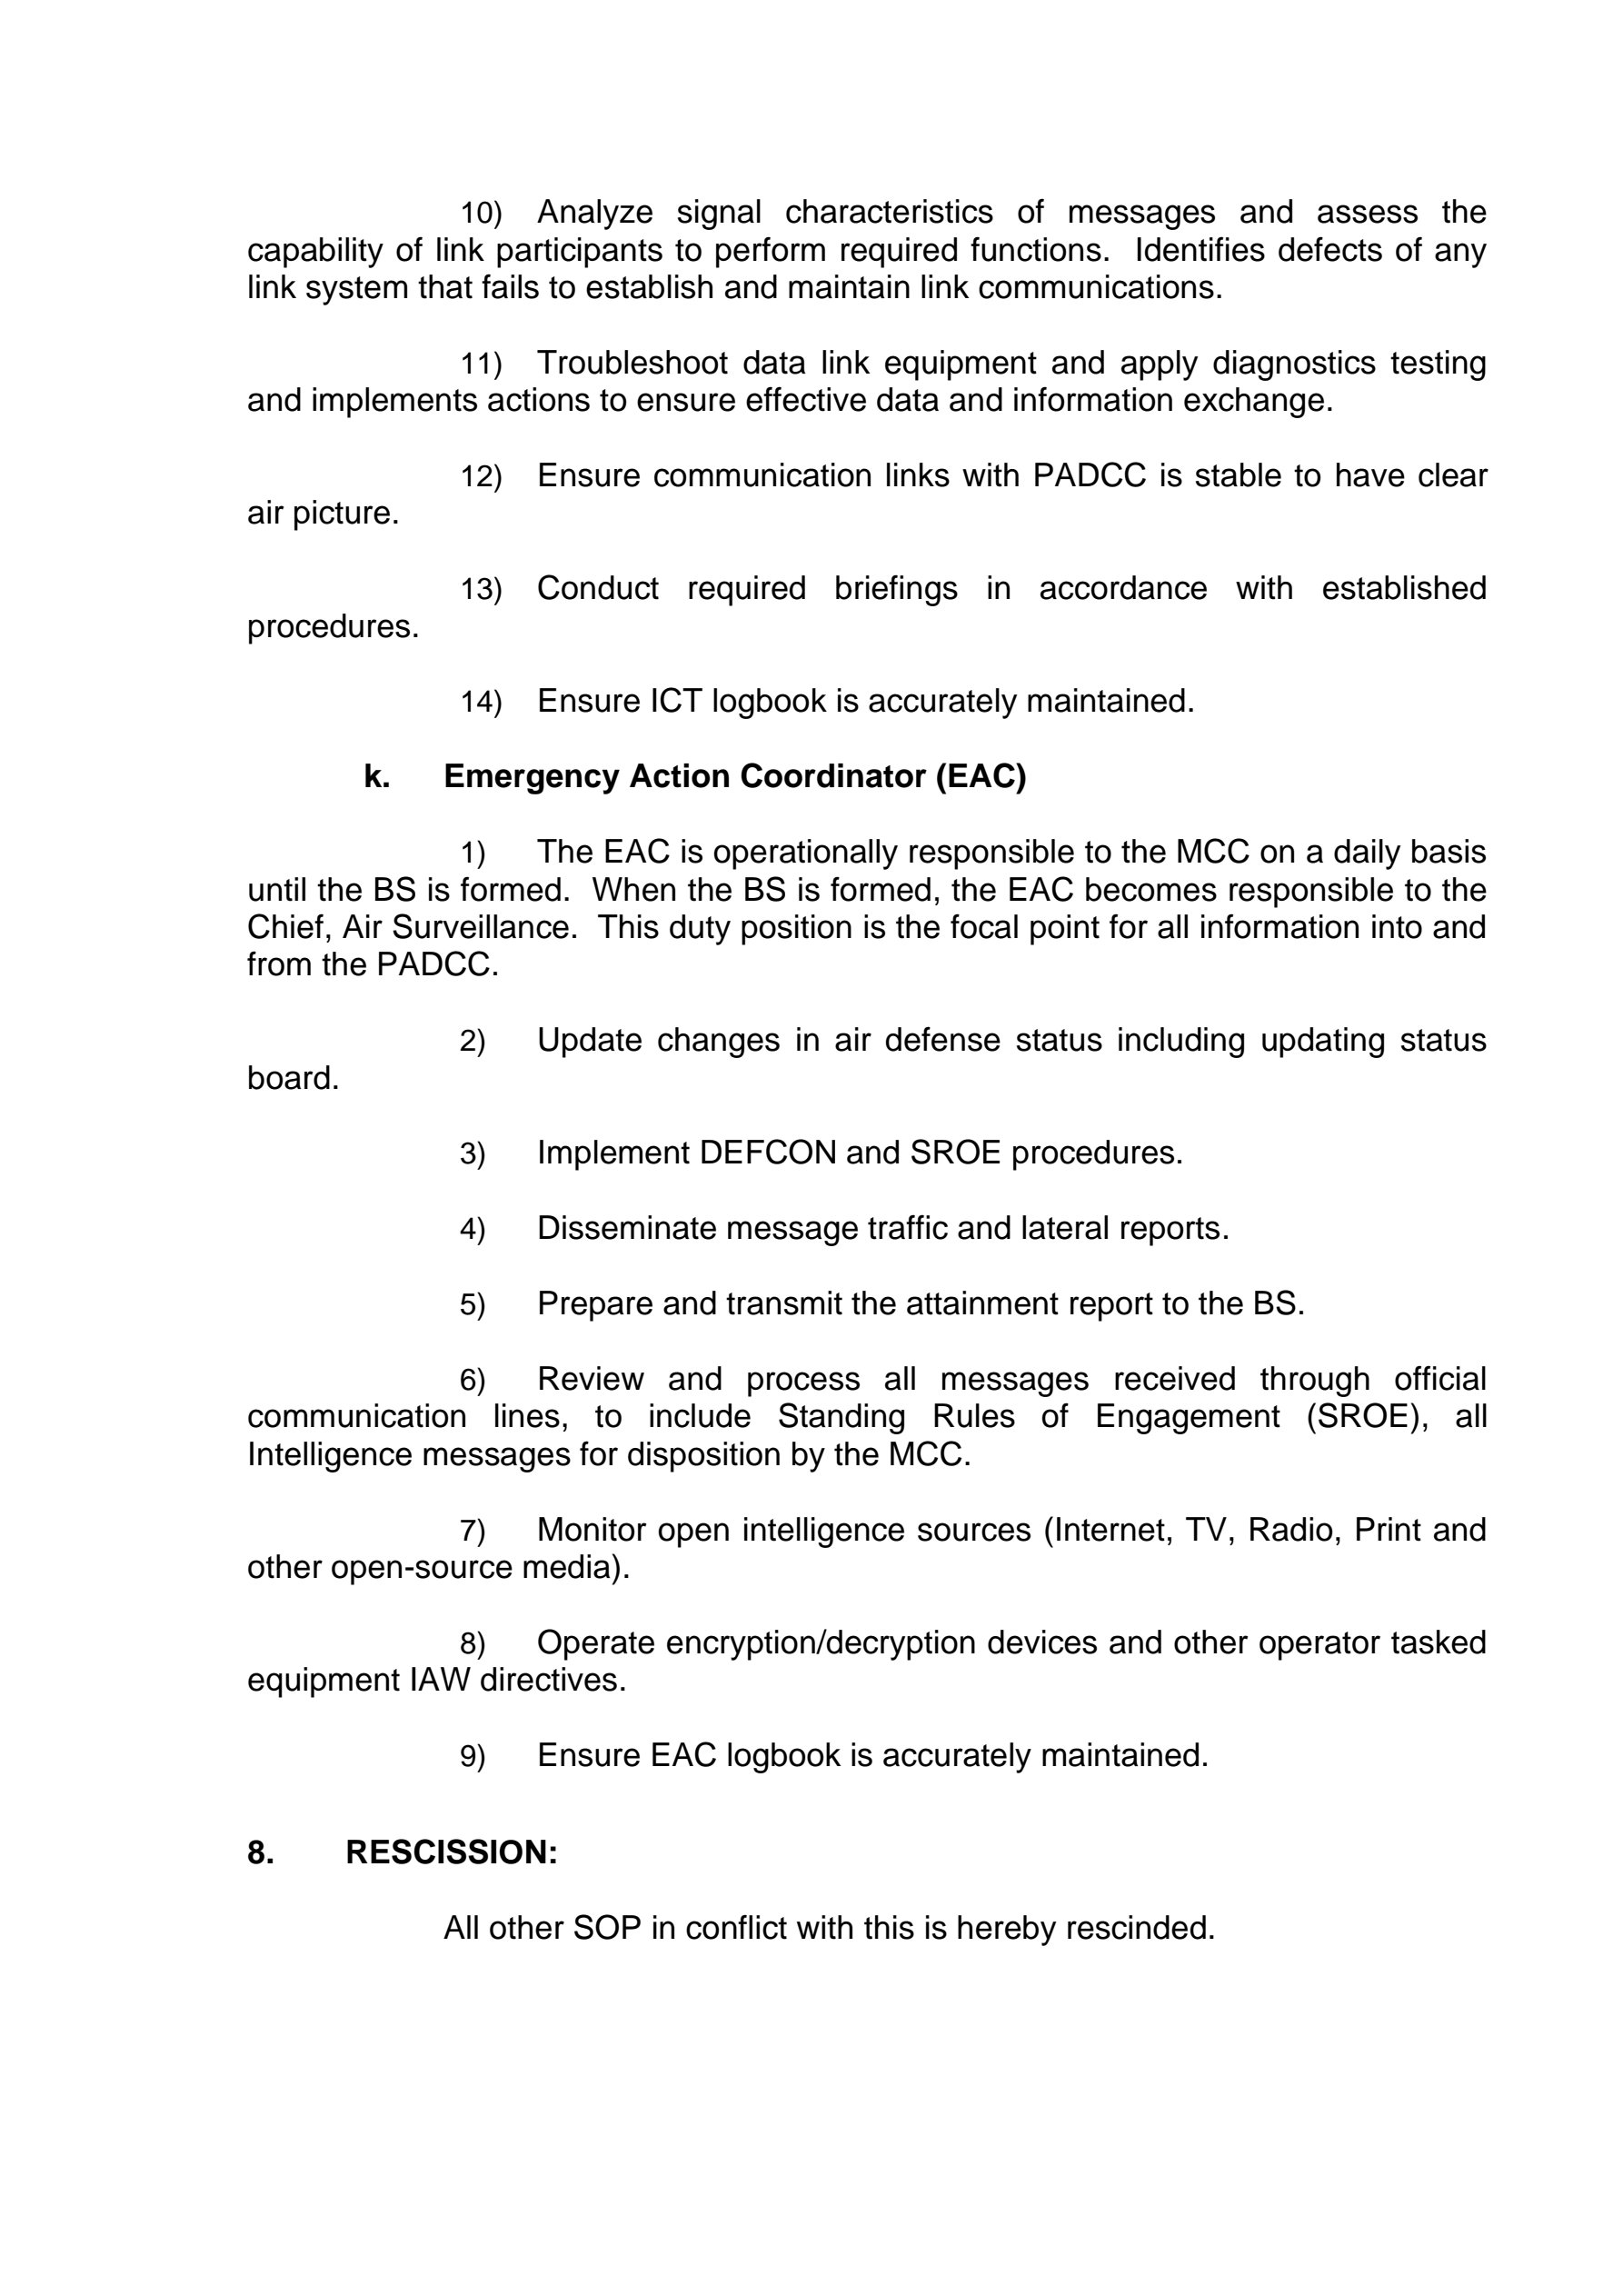 10) Analyze signal characteristics of messages and assess the
capability of link participants to perform required functions.  Identifies defects of any
link system that fails to establish and maintain link communications.
11) Troubleshoot data link equipment and apply diagnostics testing
and implements actions to ensure effective data and information exchange.
12) Ensure communication links with PADCC is stable to have clear
air picture.
13) Conduct required briefings in accordance with established
procedures.
14) Ensure ICT logbook is accurately maintained.
k. Emergency Action Coordinator (EAC)
1) The EAC is operationally responsible to the MCC on a daily basis
until the BS is formed.  When the BS is formed, the EAC becomes responsible to the
Chief, Air Surveillance.  This duty position is the focal point for all information into and
from the PADCC.
2) Update changes in air defense status including updating status
board.
3) Implement DEFCON and SROE procedures.
4) Disseminate message traffic and lateral reports.
5) Prepare and transmit the attainment report to the BS.
6) Review and process all messages received through official
communication lines, to include Standing Rules of Engagement (SROE), all
Intelligence messages for disposition by the MCC.
7) Monitor open intelligence sources (Internet, TV, Radio, Print and
other open-source media).
8) Operate encryption/decryption devices and other operator tasked
equipment IAW directives.
9) Ensure EAC logbook is accurately maintained.
8. RESCISSION:
All other SOP in conflict with this is hereby rescinded.